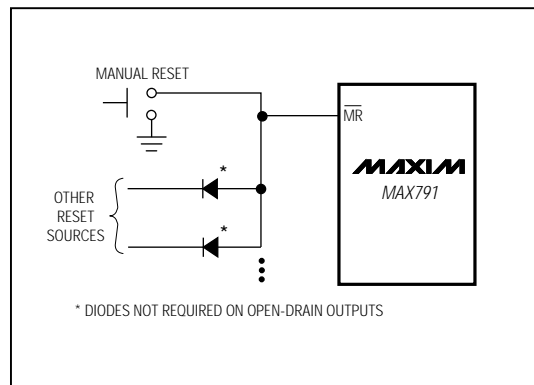 MANUAL RESET
MR
MAXIM
MAX791
*
OTHER
RESET
SOURCES
*
* DIODES NOT REQUIRED ON OPEN-DRAIN OUTPUTS